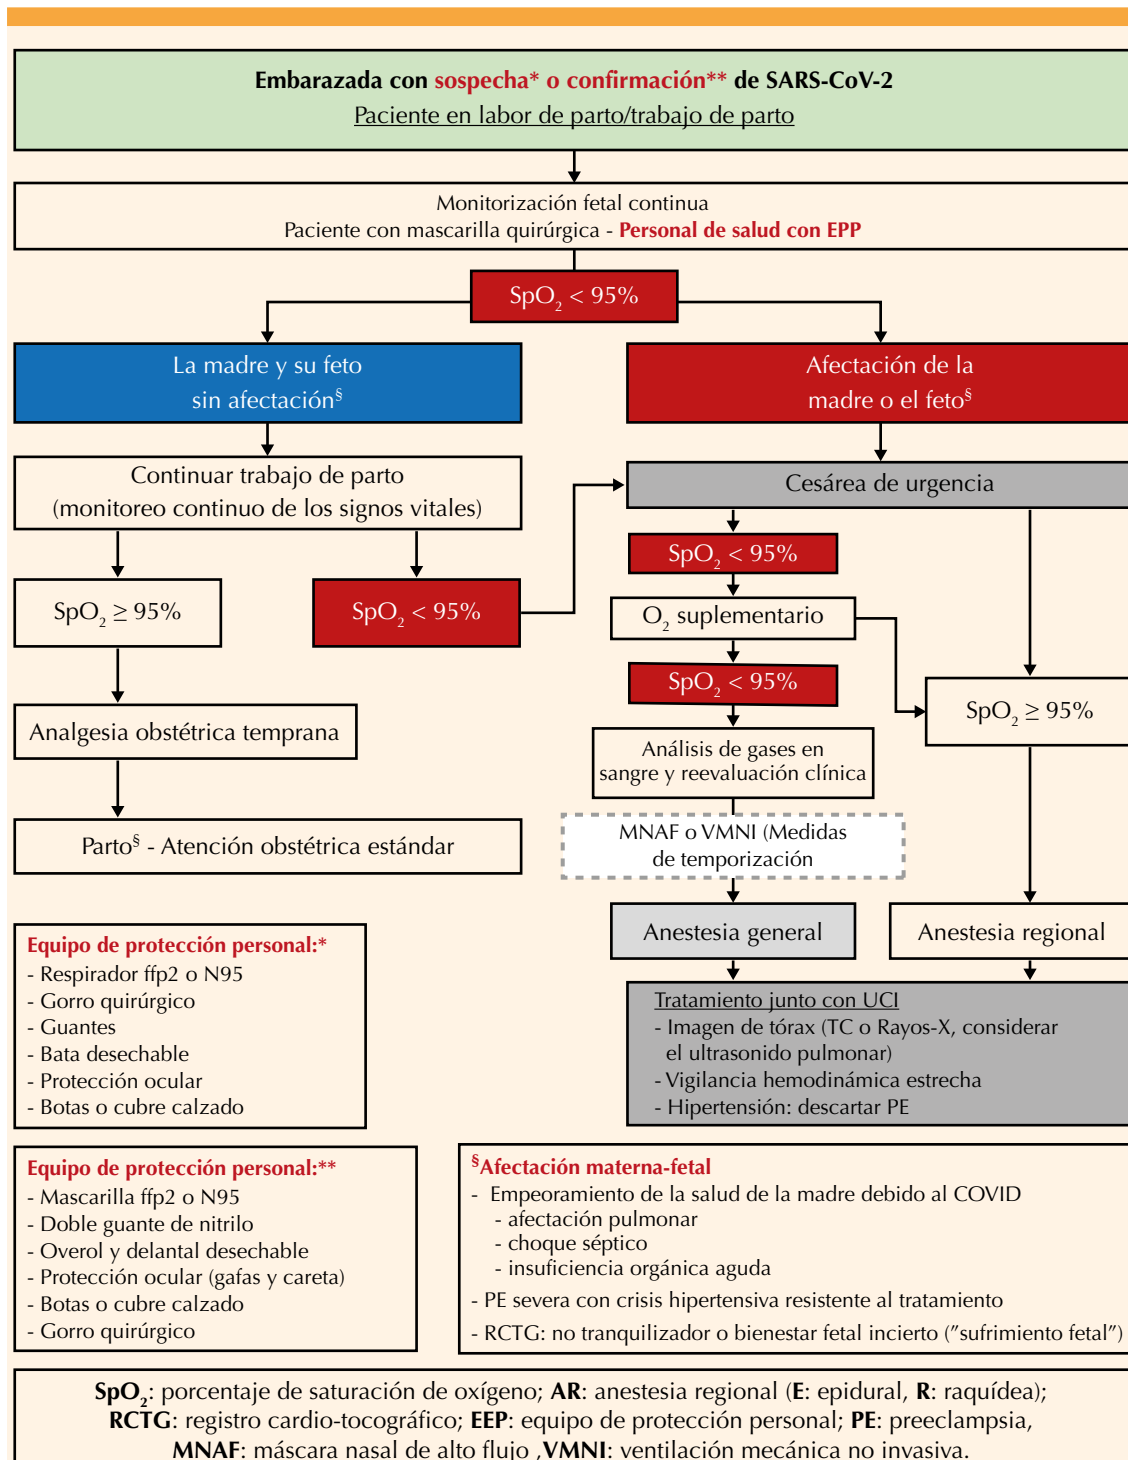 Embarazada con sospecha* o confirmación** de SARS-CoV-2
Paciente en labor de parto/trabajo de parto
Monitorización fetal continua
Paciente con mascarilla quirúrgica - Personal de salud con EPP
SpO₂ < 95%
La madre y su feto
sin afectación§
Afectación de la
madre o el feto§
Continuar trabajo de parto
(monitoreo continuo de los signos vitales)
Cesárea de urgencia
SpO₂ < 95%
SpO₂ ≥ 95%
SpO₂ < 95%
O₂ suplementario
SpO₂ < 95%
SpO₂ ≥ 95%
Analgesia obstétrica temprana
Análisis de gases en
sangre y reevaluación clínica
Parto§ - Atención obstétrica estándar
MNAF o VMNI (Medidas
de temporización
Anestesia general
Anestesia regional
Equipo de protección personal:*
- Respirador ffp2 o N95
- Gorro quirúrgico
- Guantes
- Bata desechable
- Protección ocular
- Botas o cubre calzado
Tratamiento junto con UCI
- Imagen de tórax (TC o Rayos-X, considerar
el ultrasonido pulmonar)
- Vigilancia hemodinámica estrecha
- Hipertensión: descartar PE
Equipo de protección personal:**
- Mascarilla ffp2 o N95
- Doble guante de nitrilo
- Overol y delantal desechable
- Protección ocular (gafas y careta)
- Botas o cubre calzado
- Gorro quirúrgico
§Afectación materna-fetal
- Empeoramiento de la salud de la madre debido al COVID
- afectación pulmonar
- choque séptico
- insuficiencia orgánica aguda
- PE severa con crisis hipertensiva resistente al tratamiento
- RCTG: no tranquilizador o bienestar fetal incierto ("sufrimiento fetal")
SpO₂: porcentaje de saturación de oxígeno; AR: anestesia regional (E: epidural, R: raquídea);
RCTG: registro cardio-tocográfico; EEP: equipo de protección personal; PE: preeclampsia,
MNAF: máscara nasal de alto flujo ,VMNI: ventilación mecánica no invasiva.